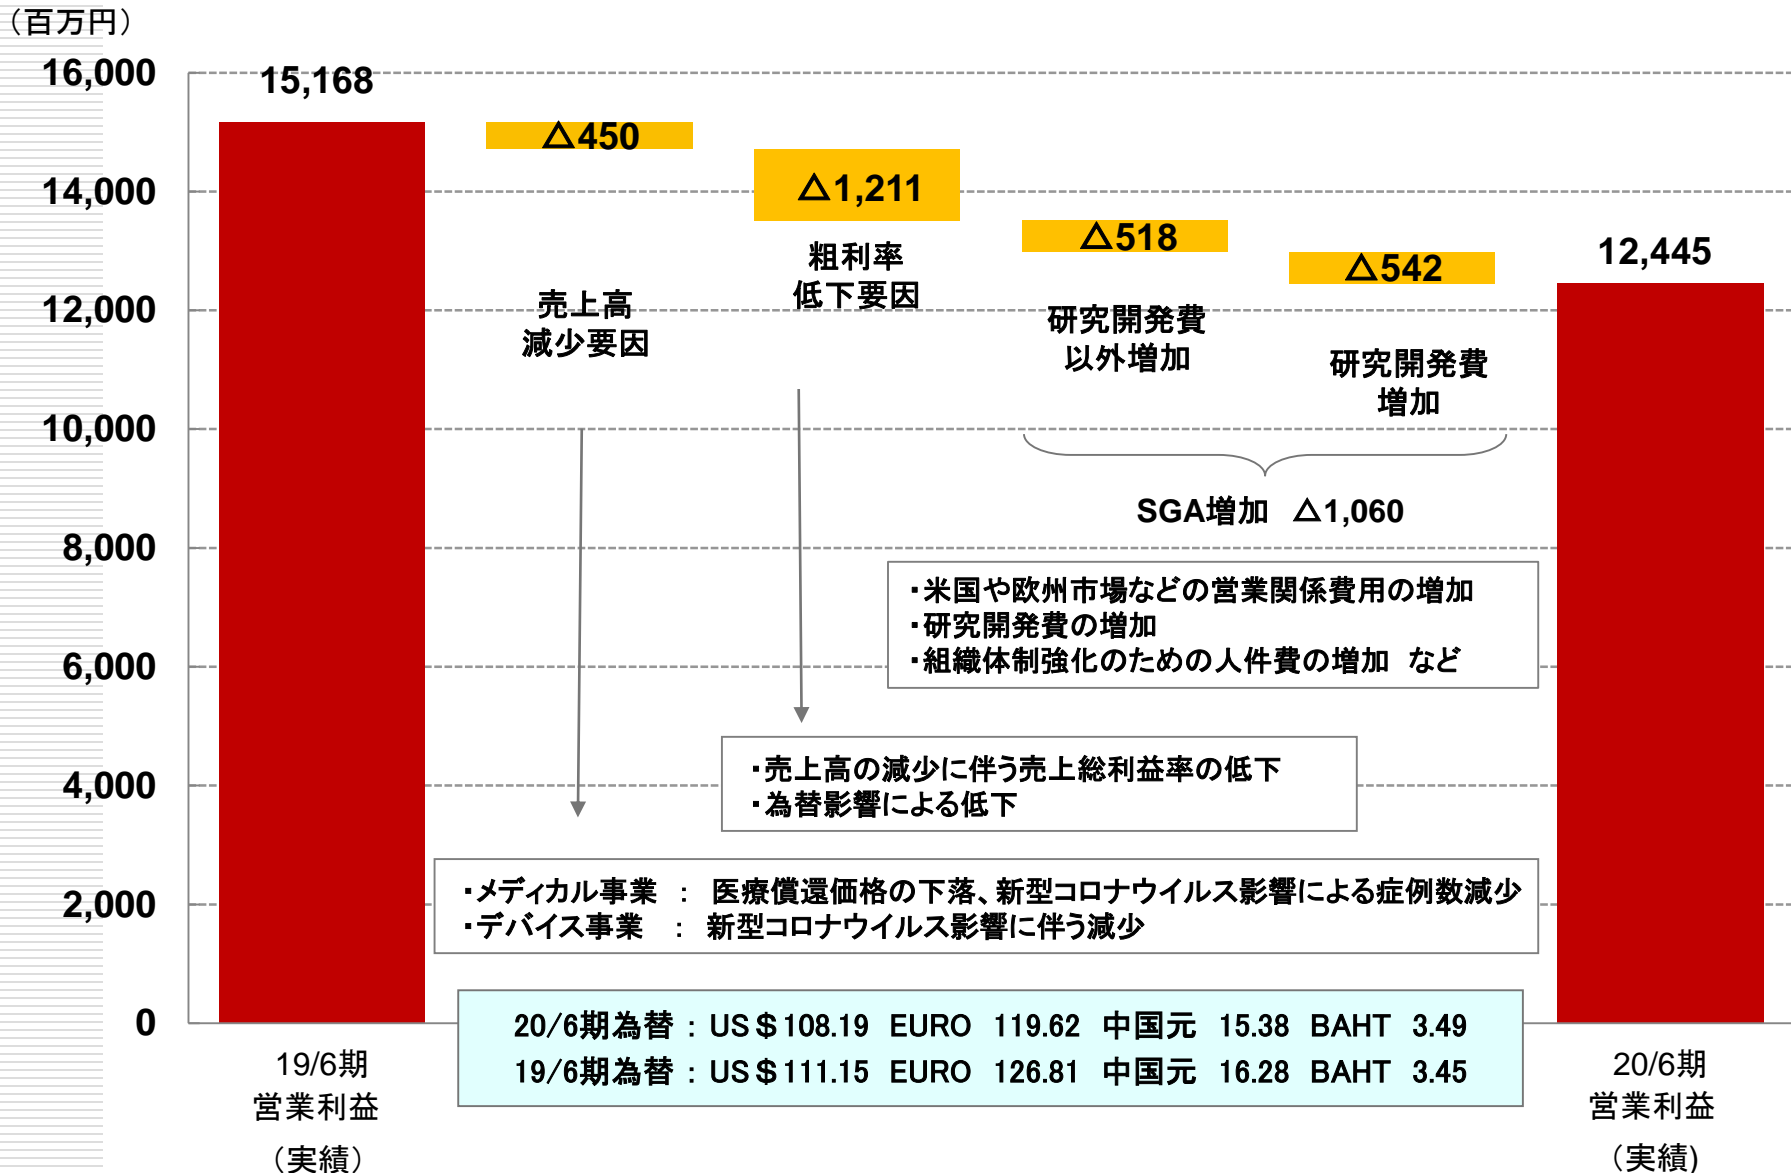 （百万円）
16,000
14,000
12,000
10,000
8,000
6,000
4,000
2,000
0
15,168
△450
△1,211
△518
△542
12,445
売上高
減少要因
粗利率
低下要因
研究開発費
以外増加
研究開発費
増加
SGA増加　△1,060
・米国や欧州市場などの営業関係費用の増加
・研究開発費の増加
・組織体制強化のための人件費の増加　など
・売上高の減少に伴う売上総利益率の低下
・為替影響による低下
・メディカル事業　：　医療償還価格の下落、新型コロナウイルス影響による症例数減少
・デバイス事業　：　新型コロナウイルス影響に伴う減少
20/6期為替：US＄108.19　EURO　119.62　中国元　15.38　BAHT　3.49
19/6期為替：US＄111.15　EURO　126.81　中国元　16.28　BAHT　3.45
19/6期
営業利益
（実績）
20/6期
営業利益
（実績)